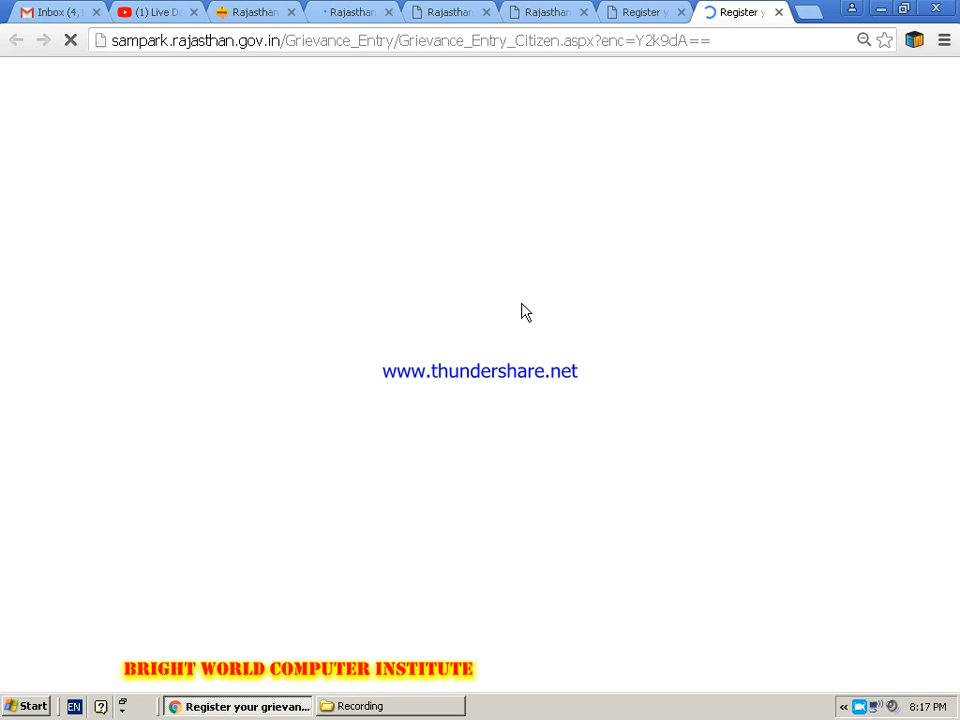 Inbox (4,
(1) Live D
Rajasthan
Rajasthan
Rajasthan
Rajasthan
Register y
Register y
sampark.rajasthan.gov.in/Grievance_Entry/Grievance_Entry_Citizen.aspx?enc=Y2k9dA==
www.thundershare.net
BRIGHT WORLD COMPUTER INSTITUTE
Start
EN
Register your grievan...
Recording
8:17 PM